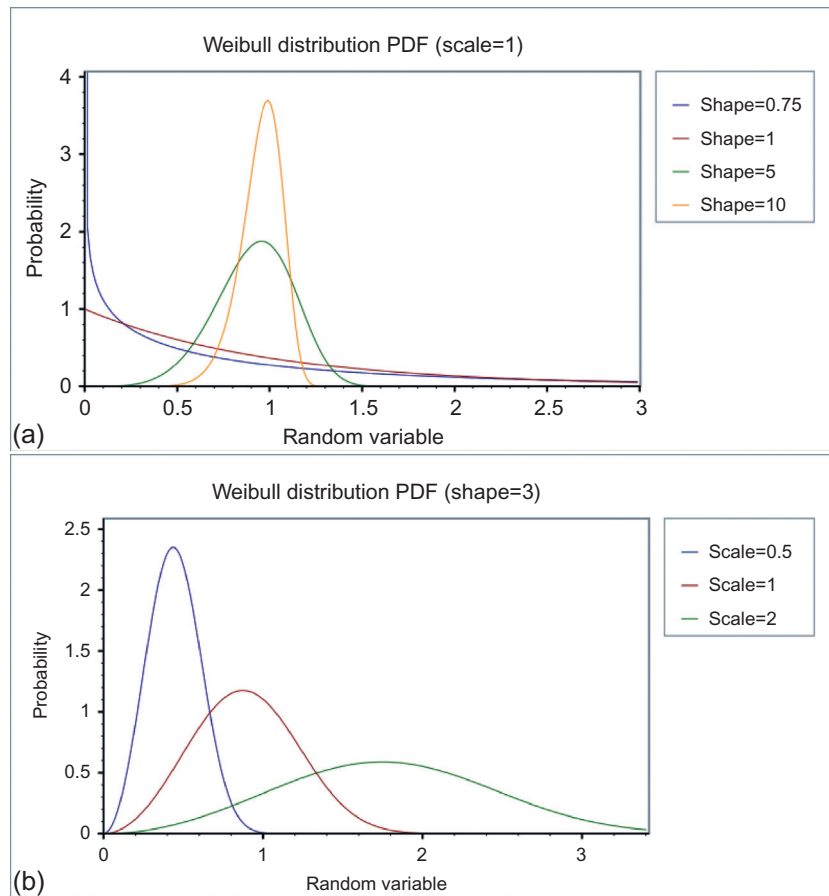 Weibull distribution PDF (scale=1)
4
3
2
1
0
Probability
0
0.5
1
1.5
2
2.5
3
Random variable
Shape=0.75
Shape=1
Shape=5
Shape=10
(a)
Weibull distribution PDF (shape=3)
2.5
2
1.5
1
0.5
0
Probability
0
1
2
3
Random variable
Scale=0.5
Scale=1
Scale=2
(b)